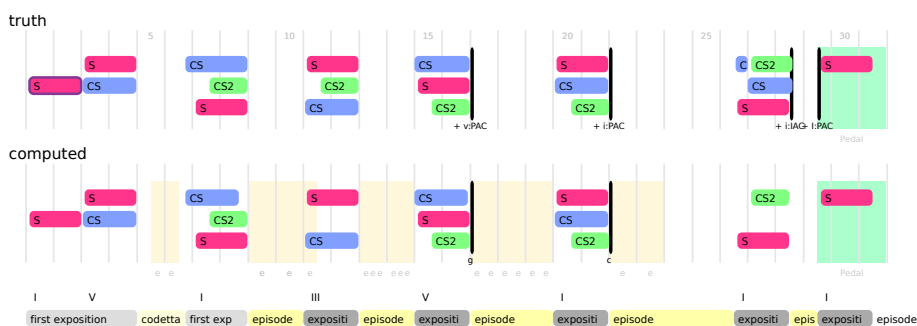 truth
5 10 15 20 25 30
S CS CS S CS S C CS2 S
S CS CS2 CS2 S CS CS
S CS CS2 CS2 S
+ v:PAC + i:PAC + i:IAC + I:PAC
Pedal
computed
S CS S CS S CS2 S
S CS CS2 S CS
S CS CS2 CS2 S
g c
e e e e e e e e e e e e e e e e e e e Pedal
I V I III V I I I
first exposition codetta first exp episode expositi episode expositi episode expositi episode expositi epis expositi episode